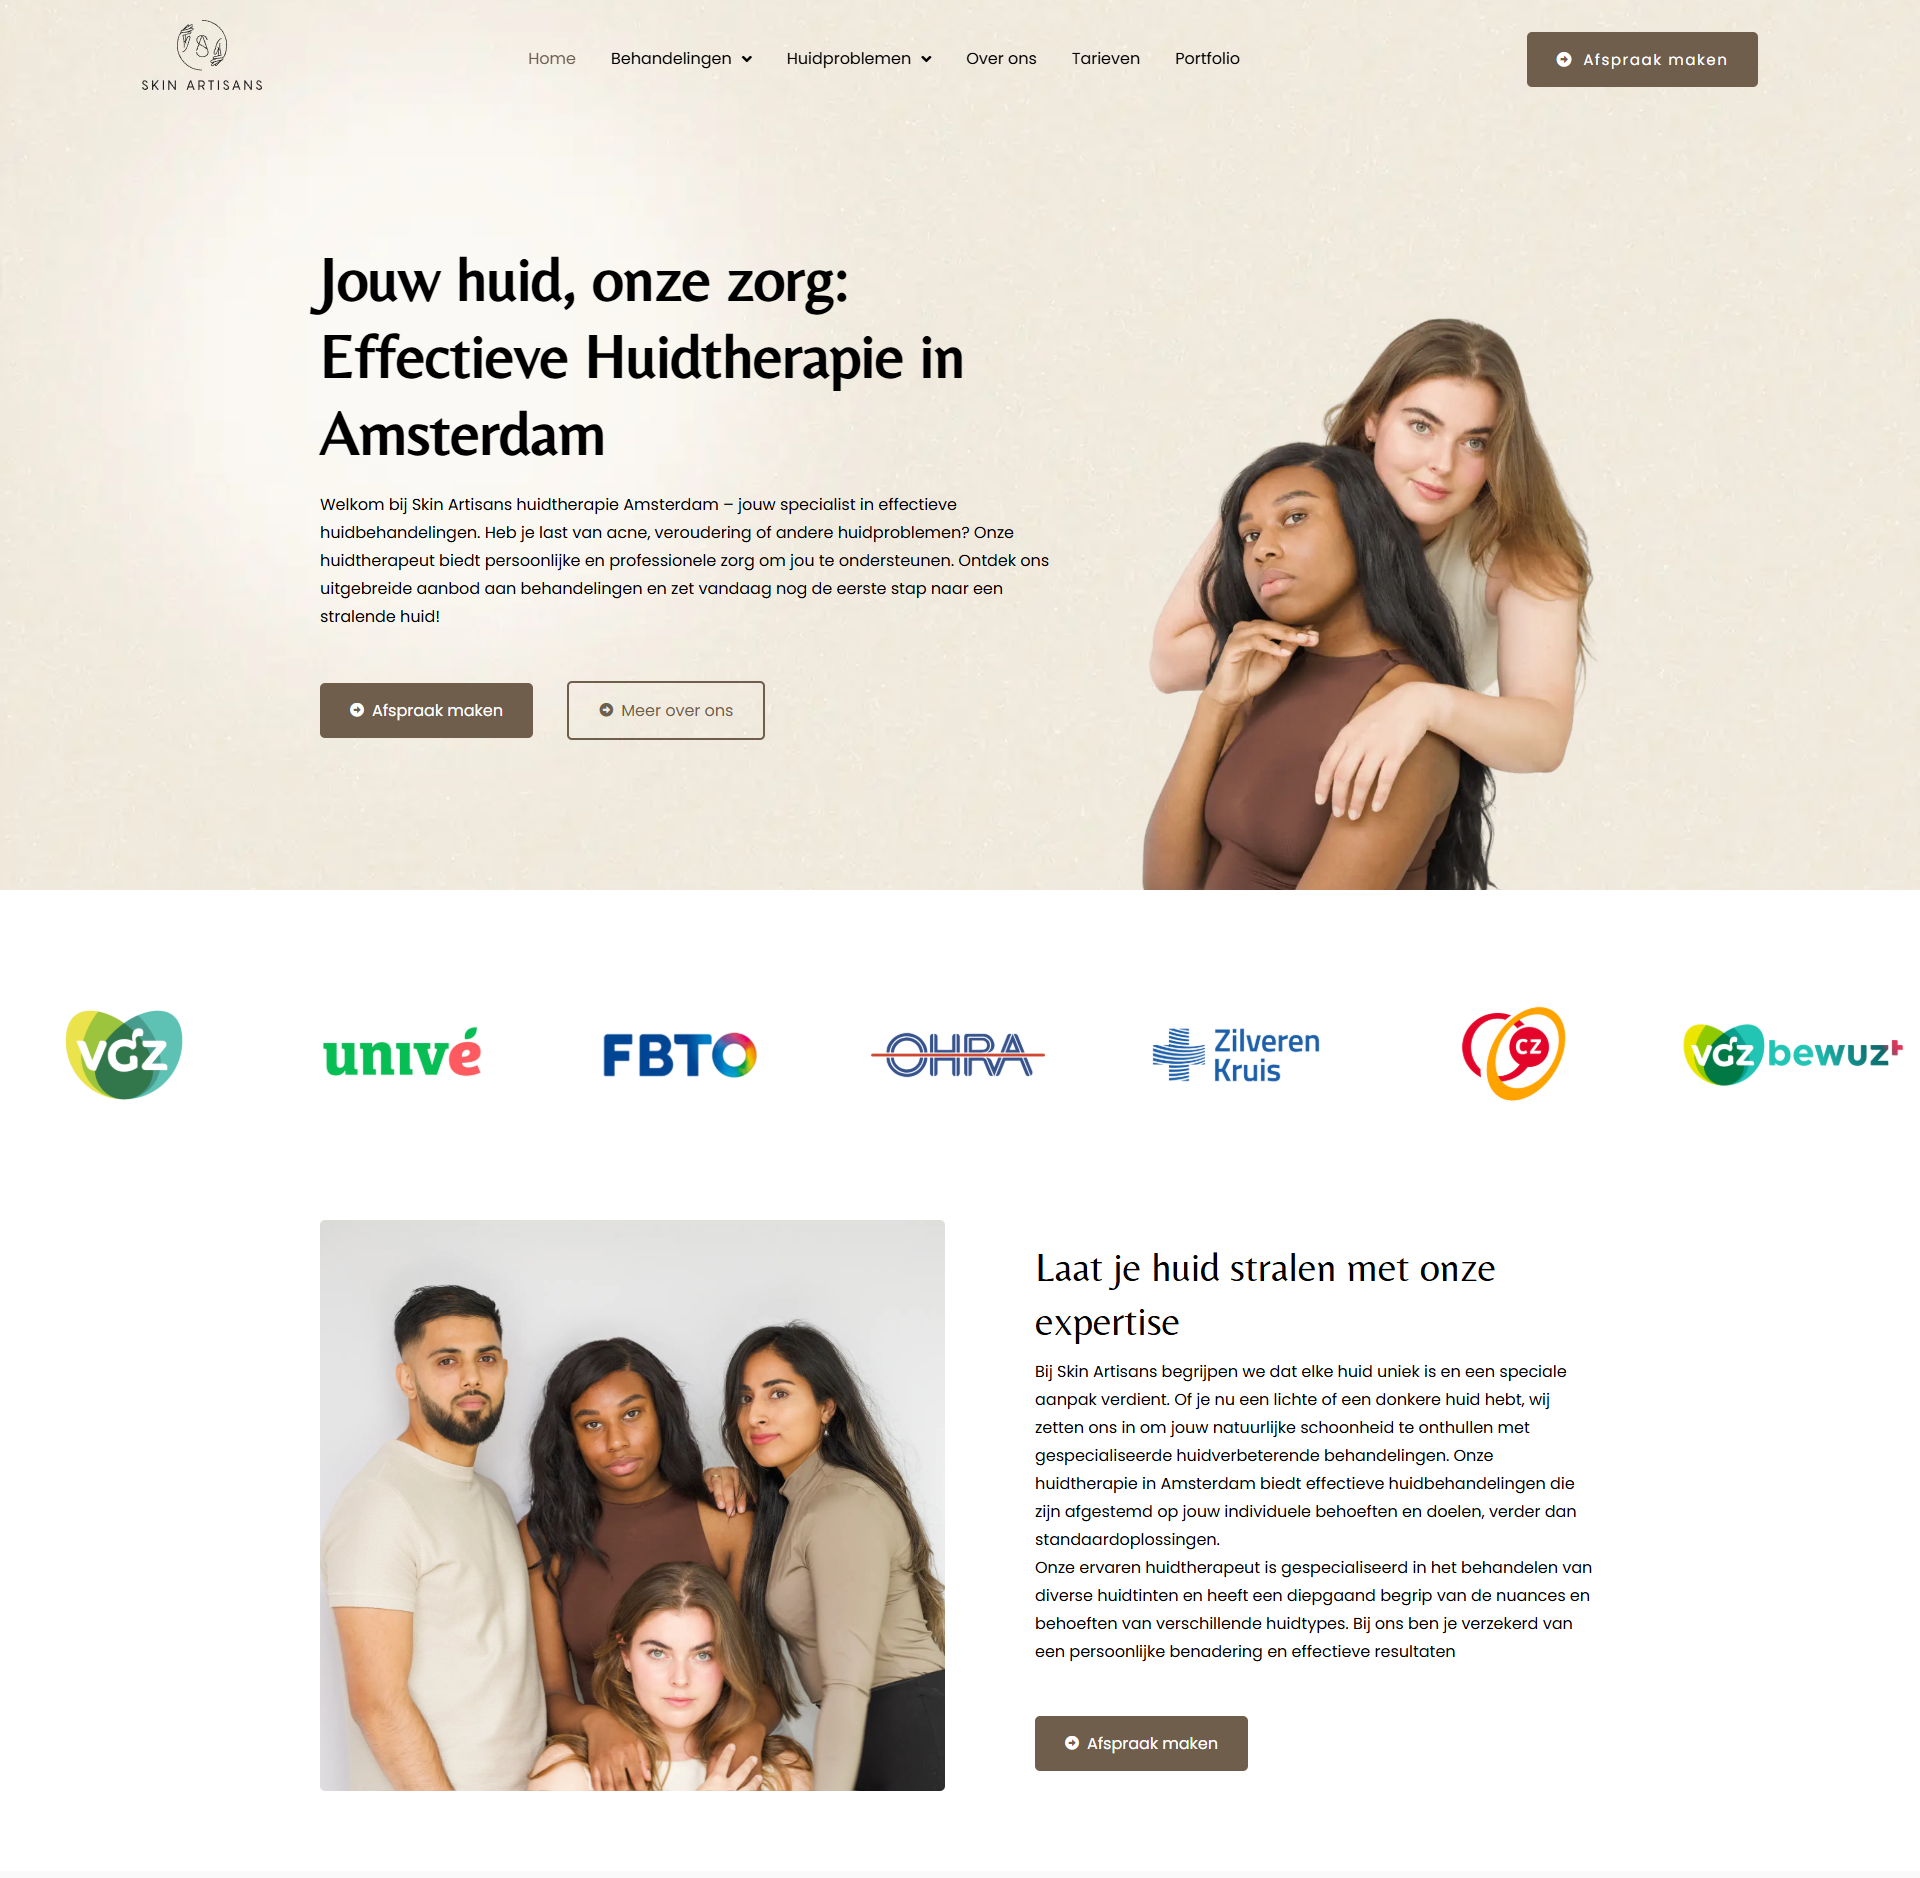 SKIN ARTISANS
Home
Behandelingen
Huidproblemen
Over ons
Tarieven
Portfolio
Afspraak maken
Jouw huid, onze zorg:
Effectieve Huidtherapie in
Amsterdam
Welkom bij Skin Artisans huidtherapie Amsterdam – jouw specialist in effectieve
huidbehandelingen. Heb je last van acne, veroudering of andere huidproblemen? Onze
huidtherapeut biedt persoonlijke en professionele zorg om jou te ondersteunen. Ontdek ons
uitgebreide aanbod aan behandelingen en zet vandaag nog de eerste stap naar een
stralende huid!
Afspraak maken
Meer over ons
vgz
univé
FBTO
OHRA
Zilveren
Kruis
CZ
vgz bewuzt
Laat je huid stralen met onze
expertise
Bij Skin Artisans begrijpen we dat elke huid uniek is en een speciale
aanpak verdient. Of je nu een lichte of een donkere huid hebt, wij
zetten ons in om jouw natuurlijke schoonheid te onthullen met
gespecialiseerde huidverbeterende behandelingen. Onze
huidtherapie in Amsterdam biedt effectieve huidbehandelingen die
zijn afgestemd op jouw individuele behoeften en doelen, verder dan
standaardoplossingen.
Onze ervaren huidtherapeut is gespecialiseerd in het behandelen van
diverse huidtinten en heeft een diepgaand begrip van de nuances en
behoeften van verschillende huidtypes. Bij ons ben je verzekerd van
een persoonlijke benadering en effectieve resultaten
Afspraak maken